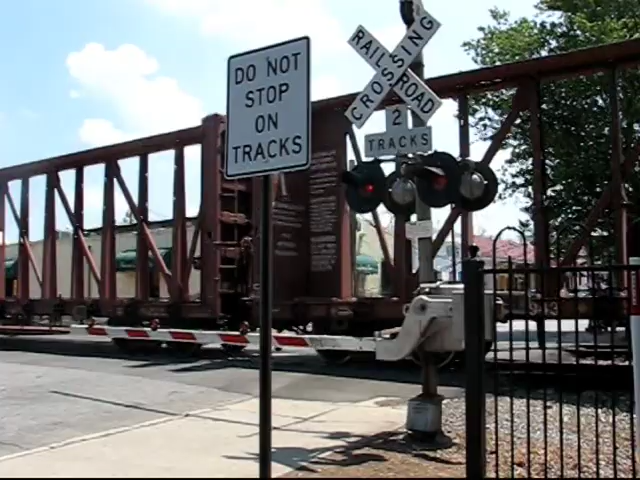 DO NOT
STOP
ON
TRACKS
RAIL ROAD
CROSSING
2
TRACKS